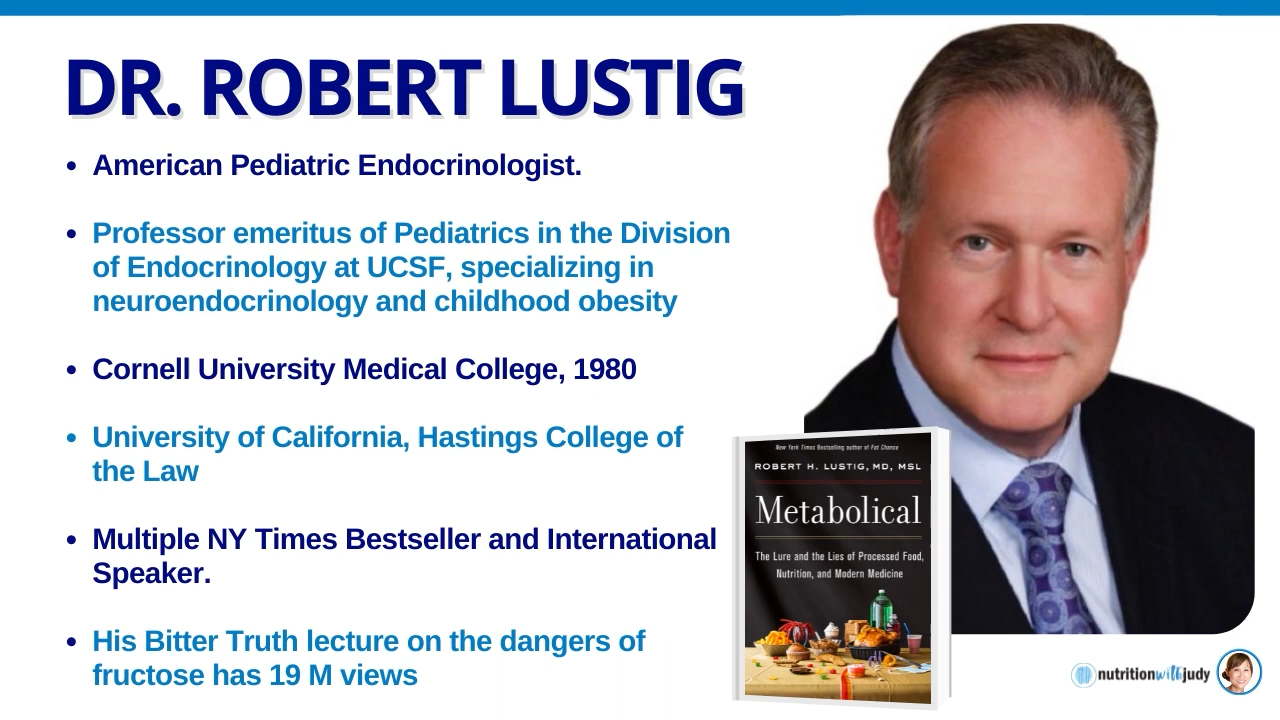 DR. ROBERT LUSTIG
• American Pediatric Endocrinologist.
• Professor emeritus of Pediatrics in the Division
of Endocrinology at UCSF, specializing in
neuroendocrinology and childhood obesity
• Cornell University Medical College, 1980
• University of California, Hastings College of
the Law
• Multiple NY Times Bestseller and International
Speaker.
• His Bitter Truth lecture on the dangers of
fructose has 19 M views
New York Times Bestselling author of Fat Chance
ROBERT H. LUSTIG, MD, MSL
Metabolical
The Lure and the Lies of Processed Food,
Nutrition, and Modern Medicine
nutritionwithjudy